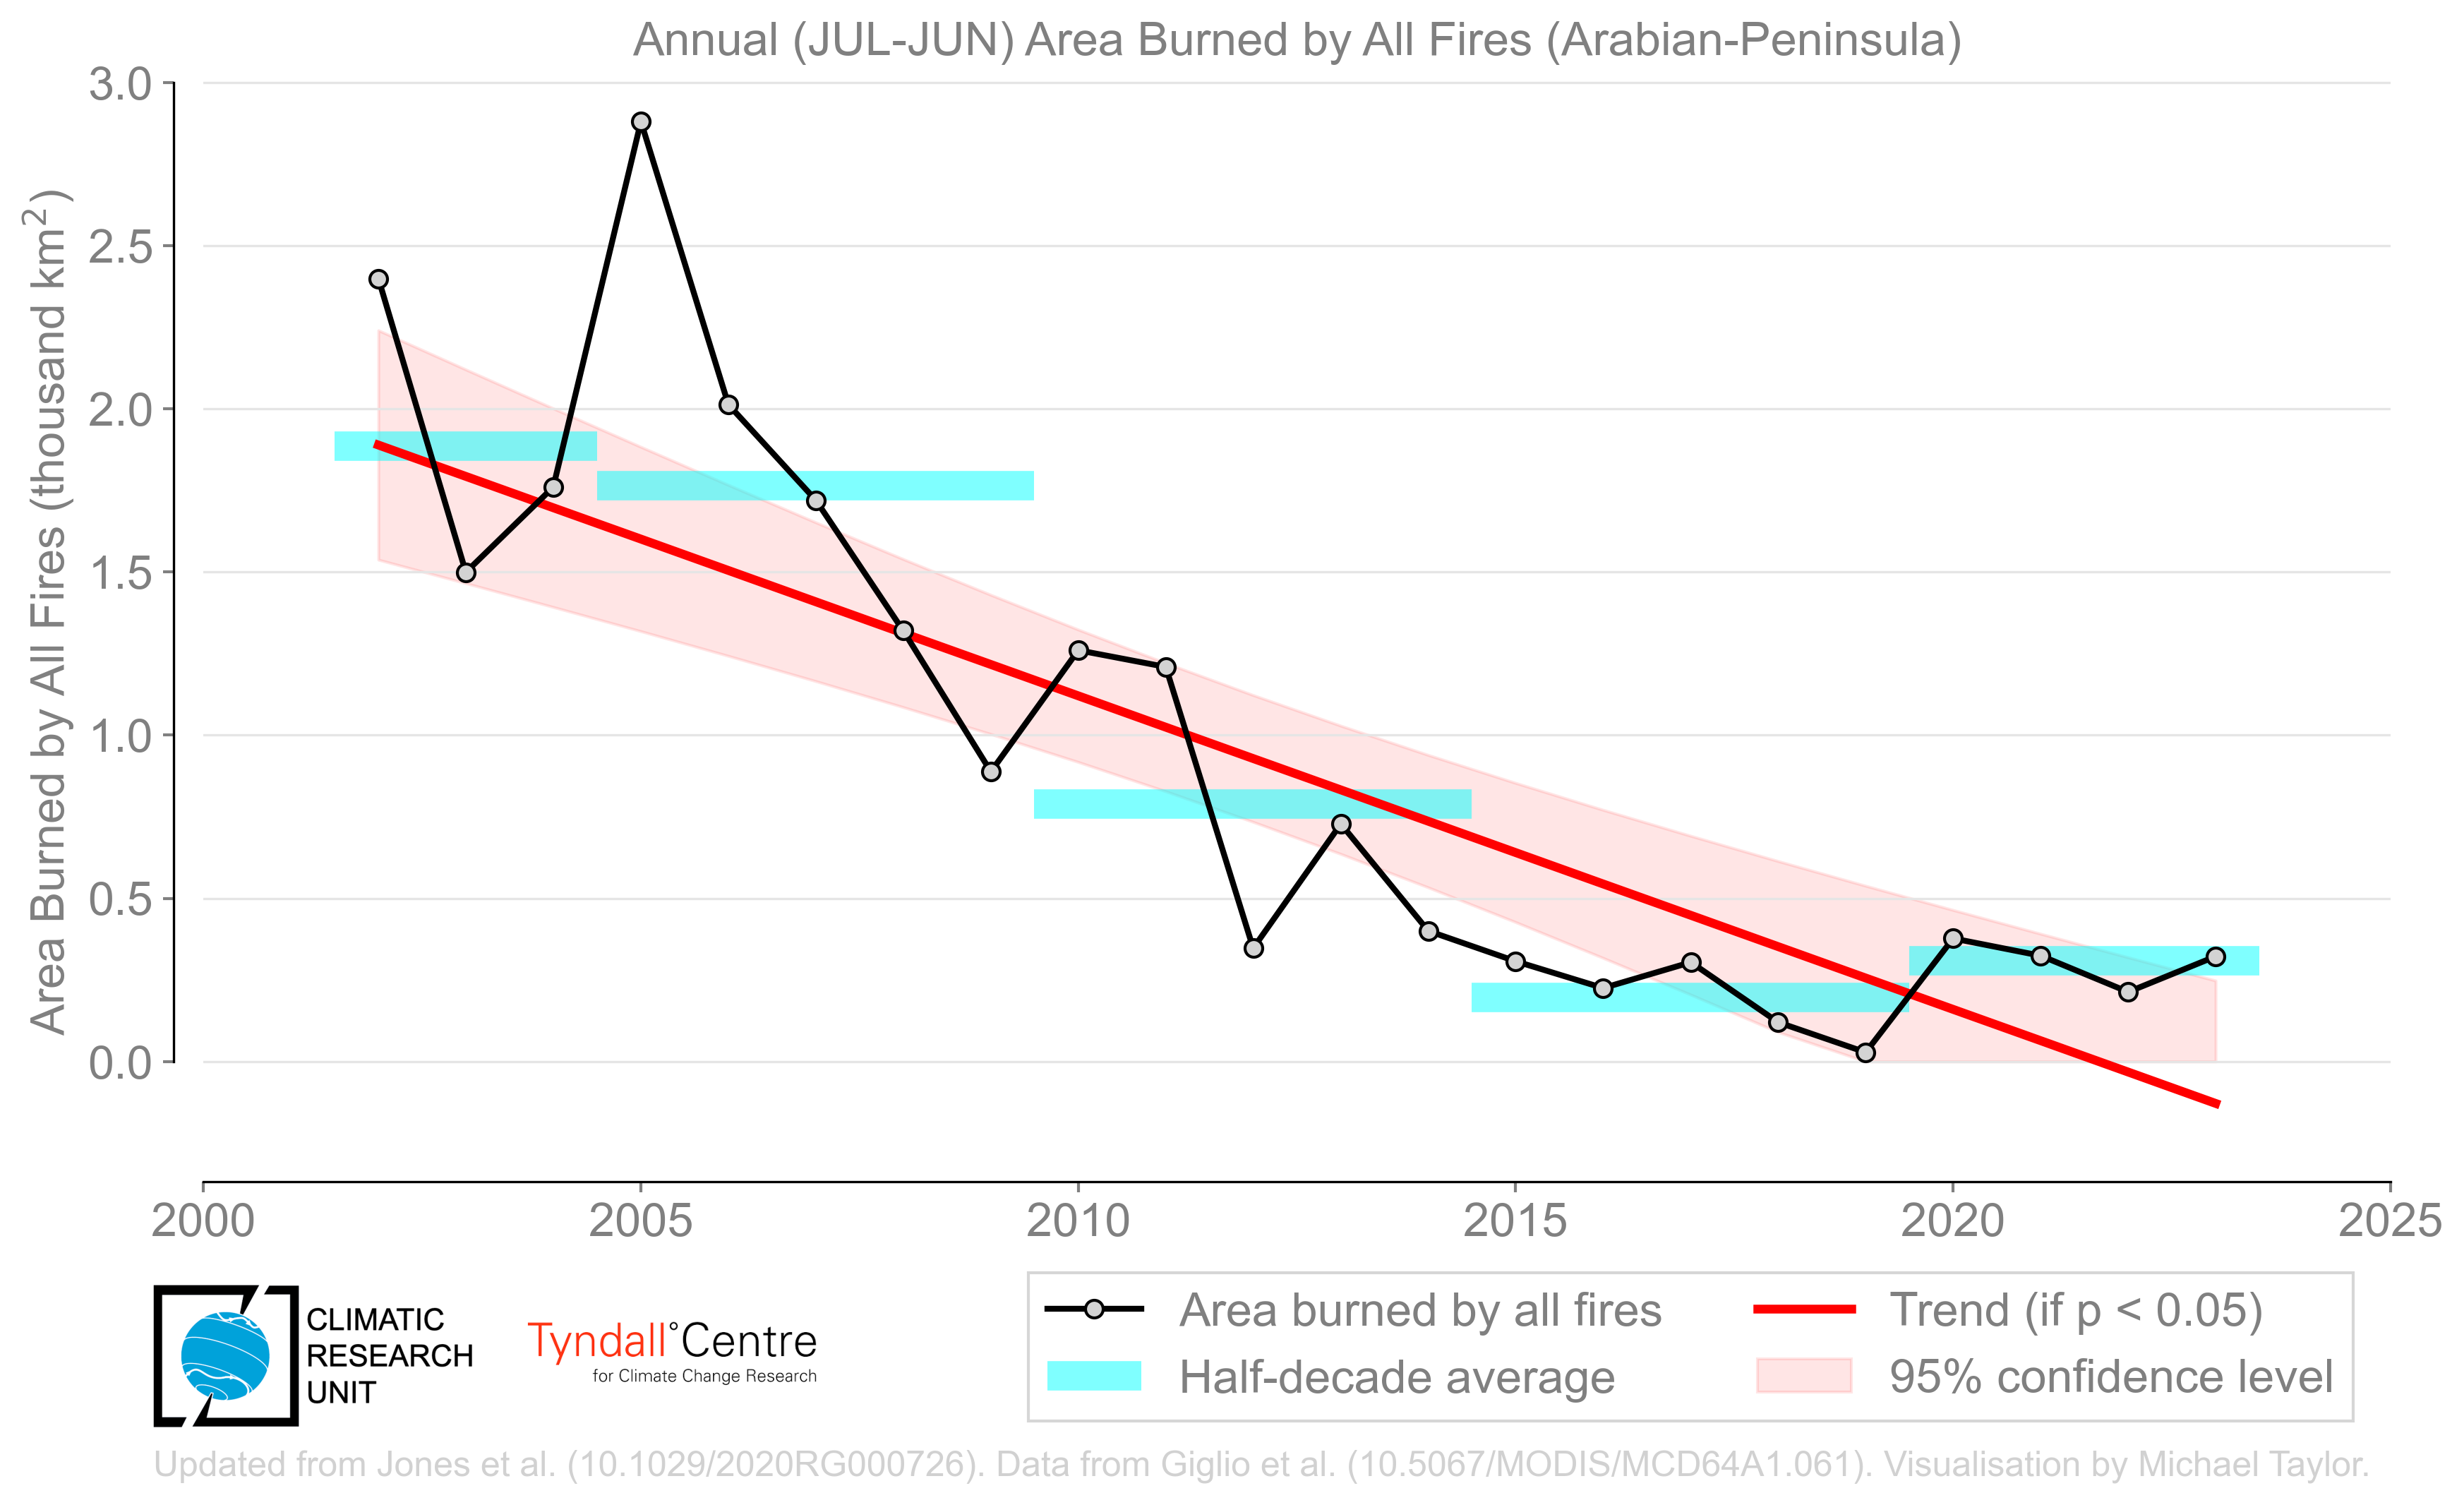 Annual (JUL-JUN) Area Burned by All Fires (Arabian-Peninsula)
Area Burned by All Fires (thousand km²)
3.0
2.5
2.0
1.5
1.0
0.5
0.0
2000 2005 2010 2015 2020 2025
CLIMATIC
RESEARCH
UNIT
Tyndall°Centre
for Climate Change Research
Area burned by all fires
Half-decade average
Trend (if p < 0.05)
95% confidence level
Updated from Jones et al. (10.1029/2020RG000726). Data from Giglio et al. (10.5067/MODIS/MCD64A1.061). Visualisation by Michael Taylor.